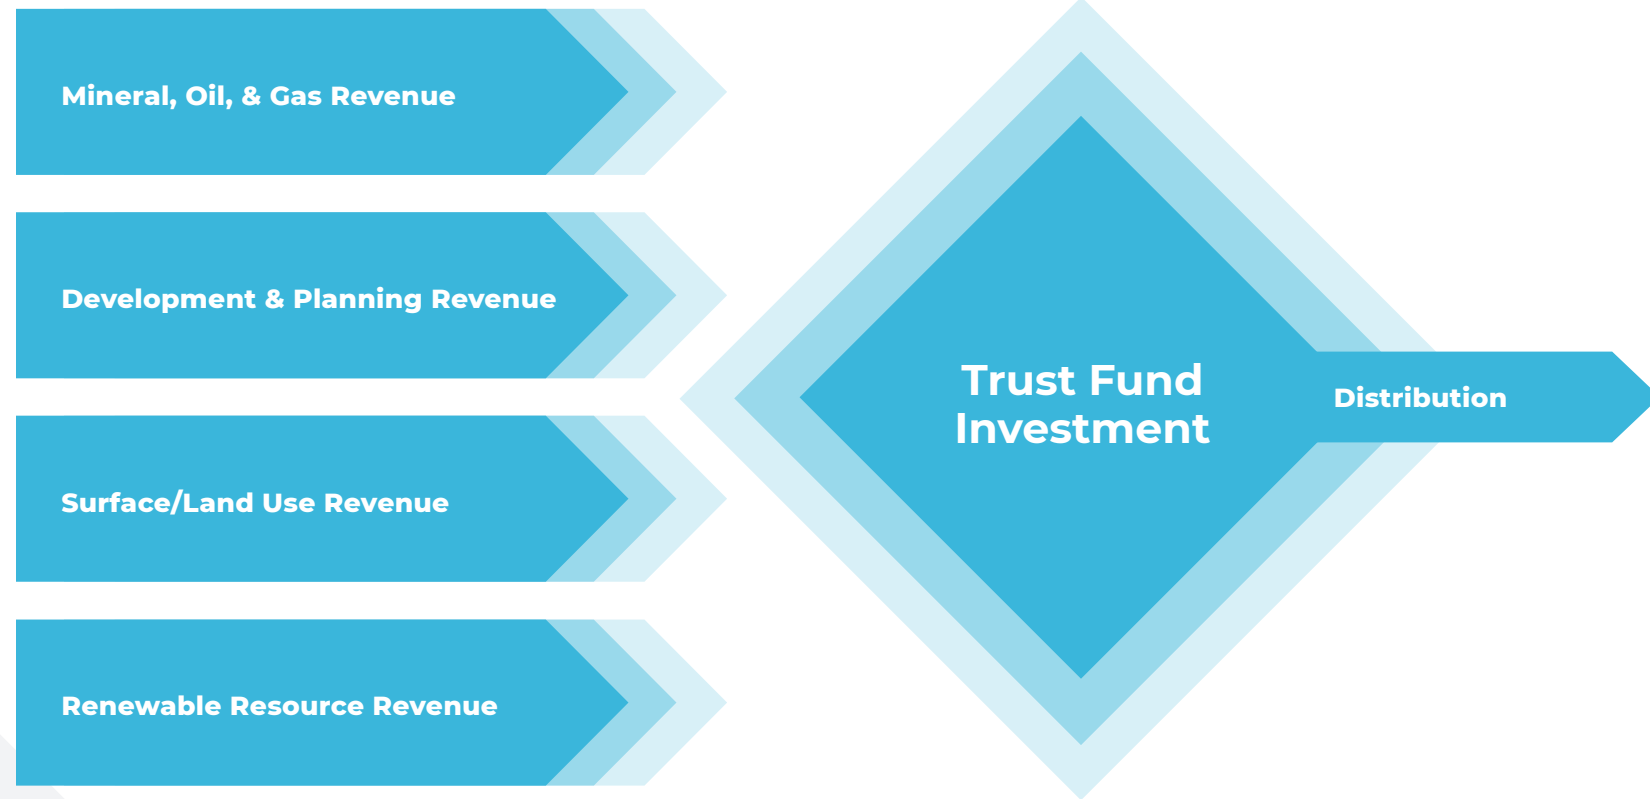 Mineral, Oil, & Gas Revenue
Development & Planning Revenue
Surface/Land Use Revenue
Renewable Resource Revenue
Trust Fund
Investment
Distribution